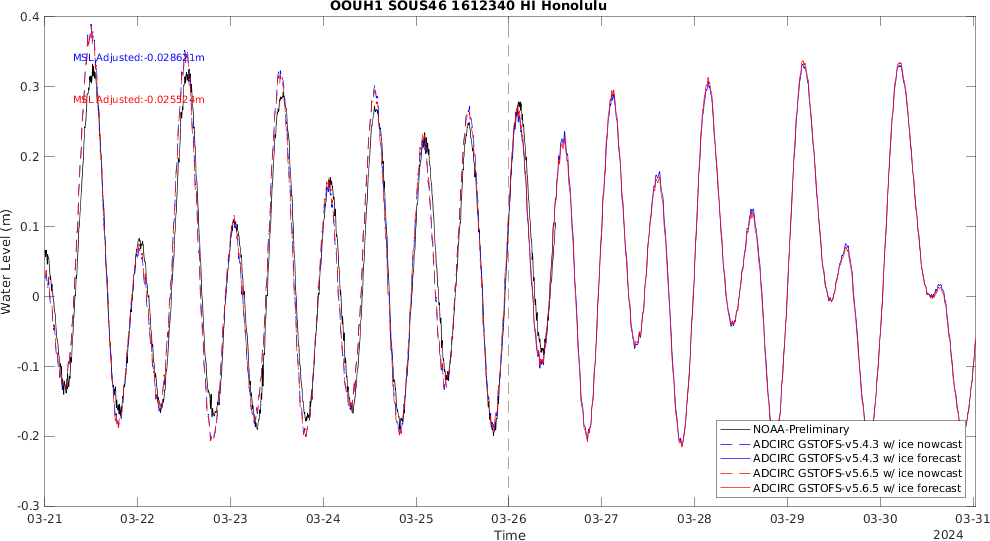 OOUH1 SOUS46 1612340 HI Honolulu
0.4
MSL Adjusted:-0.028621m
0.3
MSL Adjusted:-0.025524m
0.2
0.1
Water Level (m)
0
-0.1
-0.2
-0.3
NOAA-Preliminary
ADCIRC GSTOFS-v5.4.3 w/ ice nowcast
ADCIRC GSTOFS-v5.4.3 w/ ice forecast
ADCIRC GSTOFS-v5.6.5 w/ ice nowcast
ADCIRC GSTOFS-v5.6.5 w/ ice forecast
03-21 03-22 03-23 03-24 03-25 03-26 03-27 03-28 03-29 03-30 03-31
Time
2024